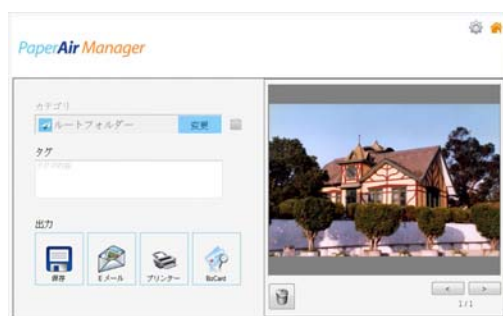 PaperAir Manager
カテゴリ
ルートフォルダー
変更
タグ
出力
保存
Eメール
プリンター
BizCard
< >
1/1